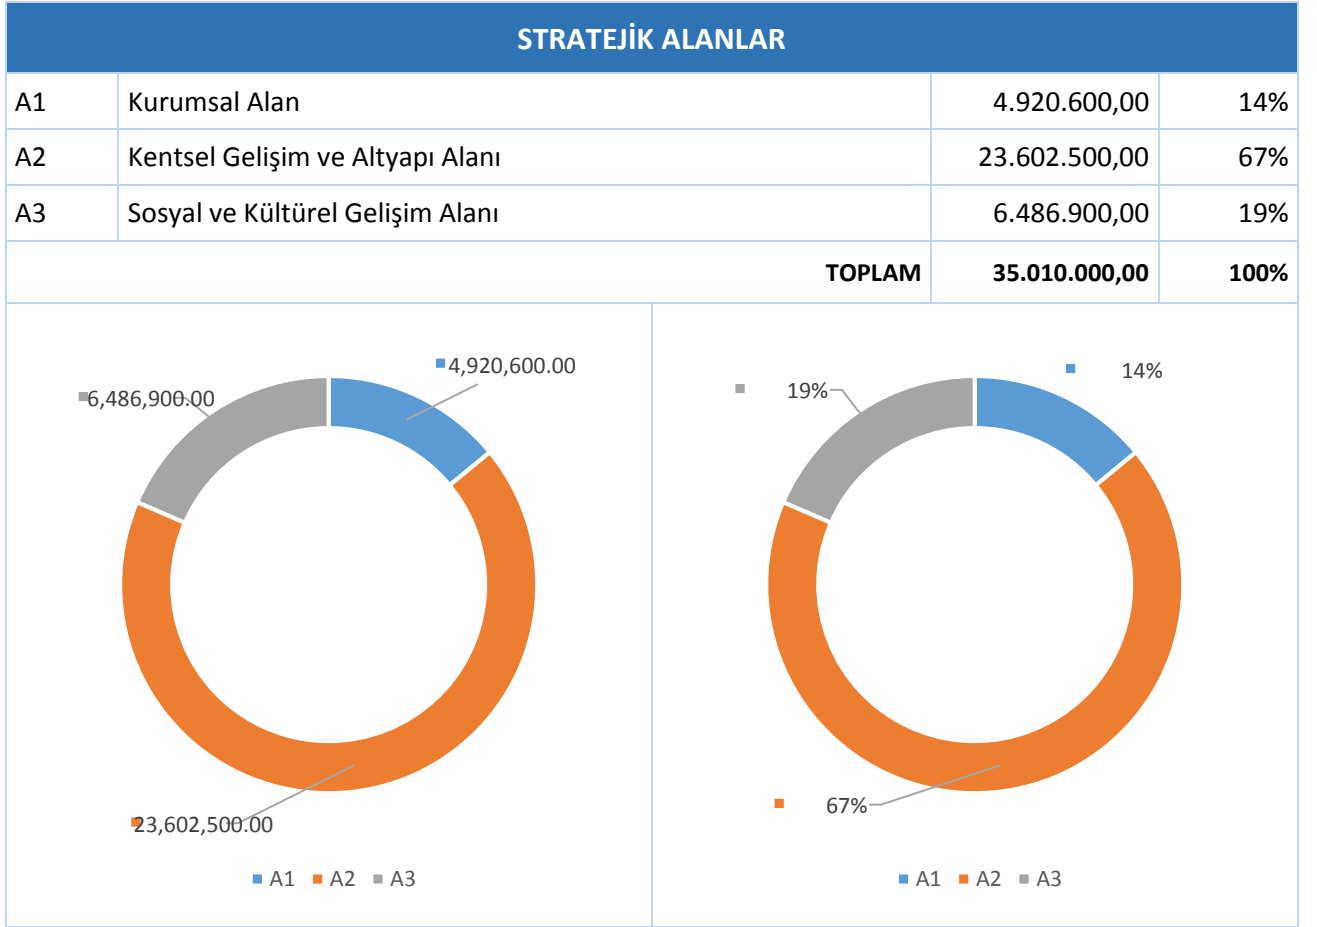 STRATEJİK ALANLAR
A1 Kurumsal Alan 4.920.600,00 14%
A2 Kentsel Gelişim ve Altyapı Alanı 23.602.500,00 67%
A3 Sosyal ve Kültürel Gelişim Alanı 6.486.900,00 19%
TOPLAM 35.010.000,00 100%
4,920,600.00
6,486,900.00
23,602,500.00
A1 A2 A3
14%
19%
67%
A1 A2 A3